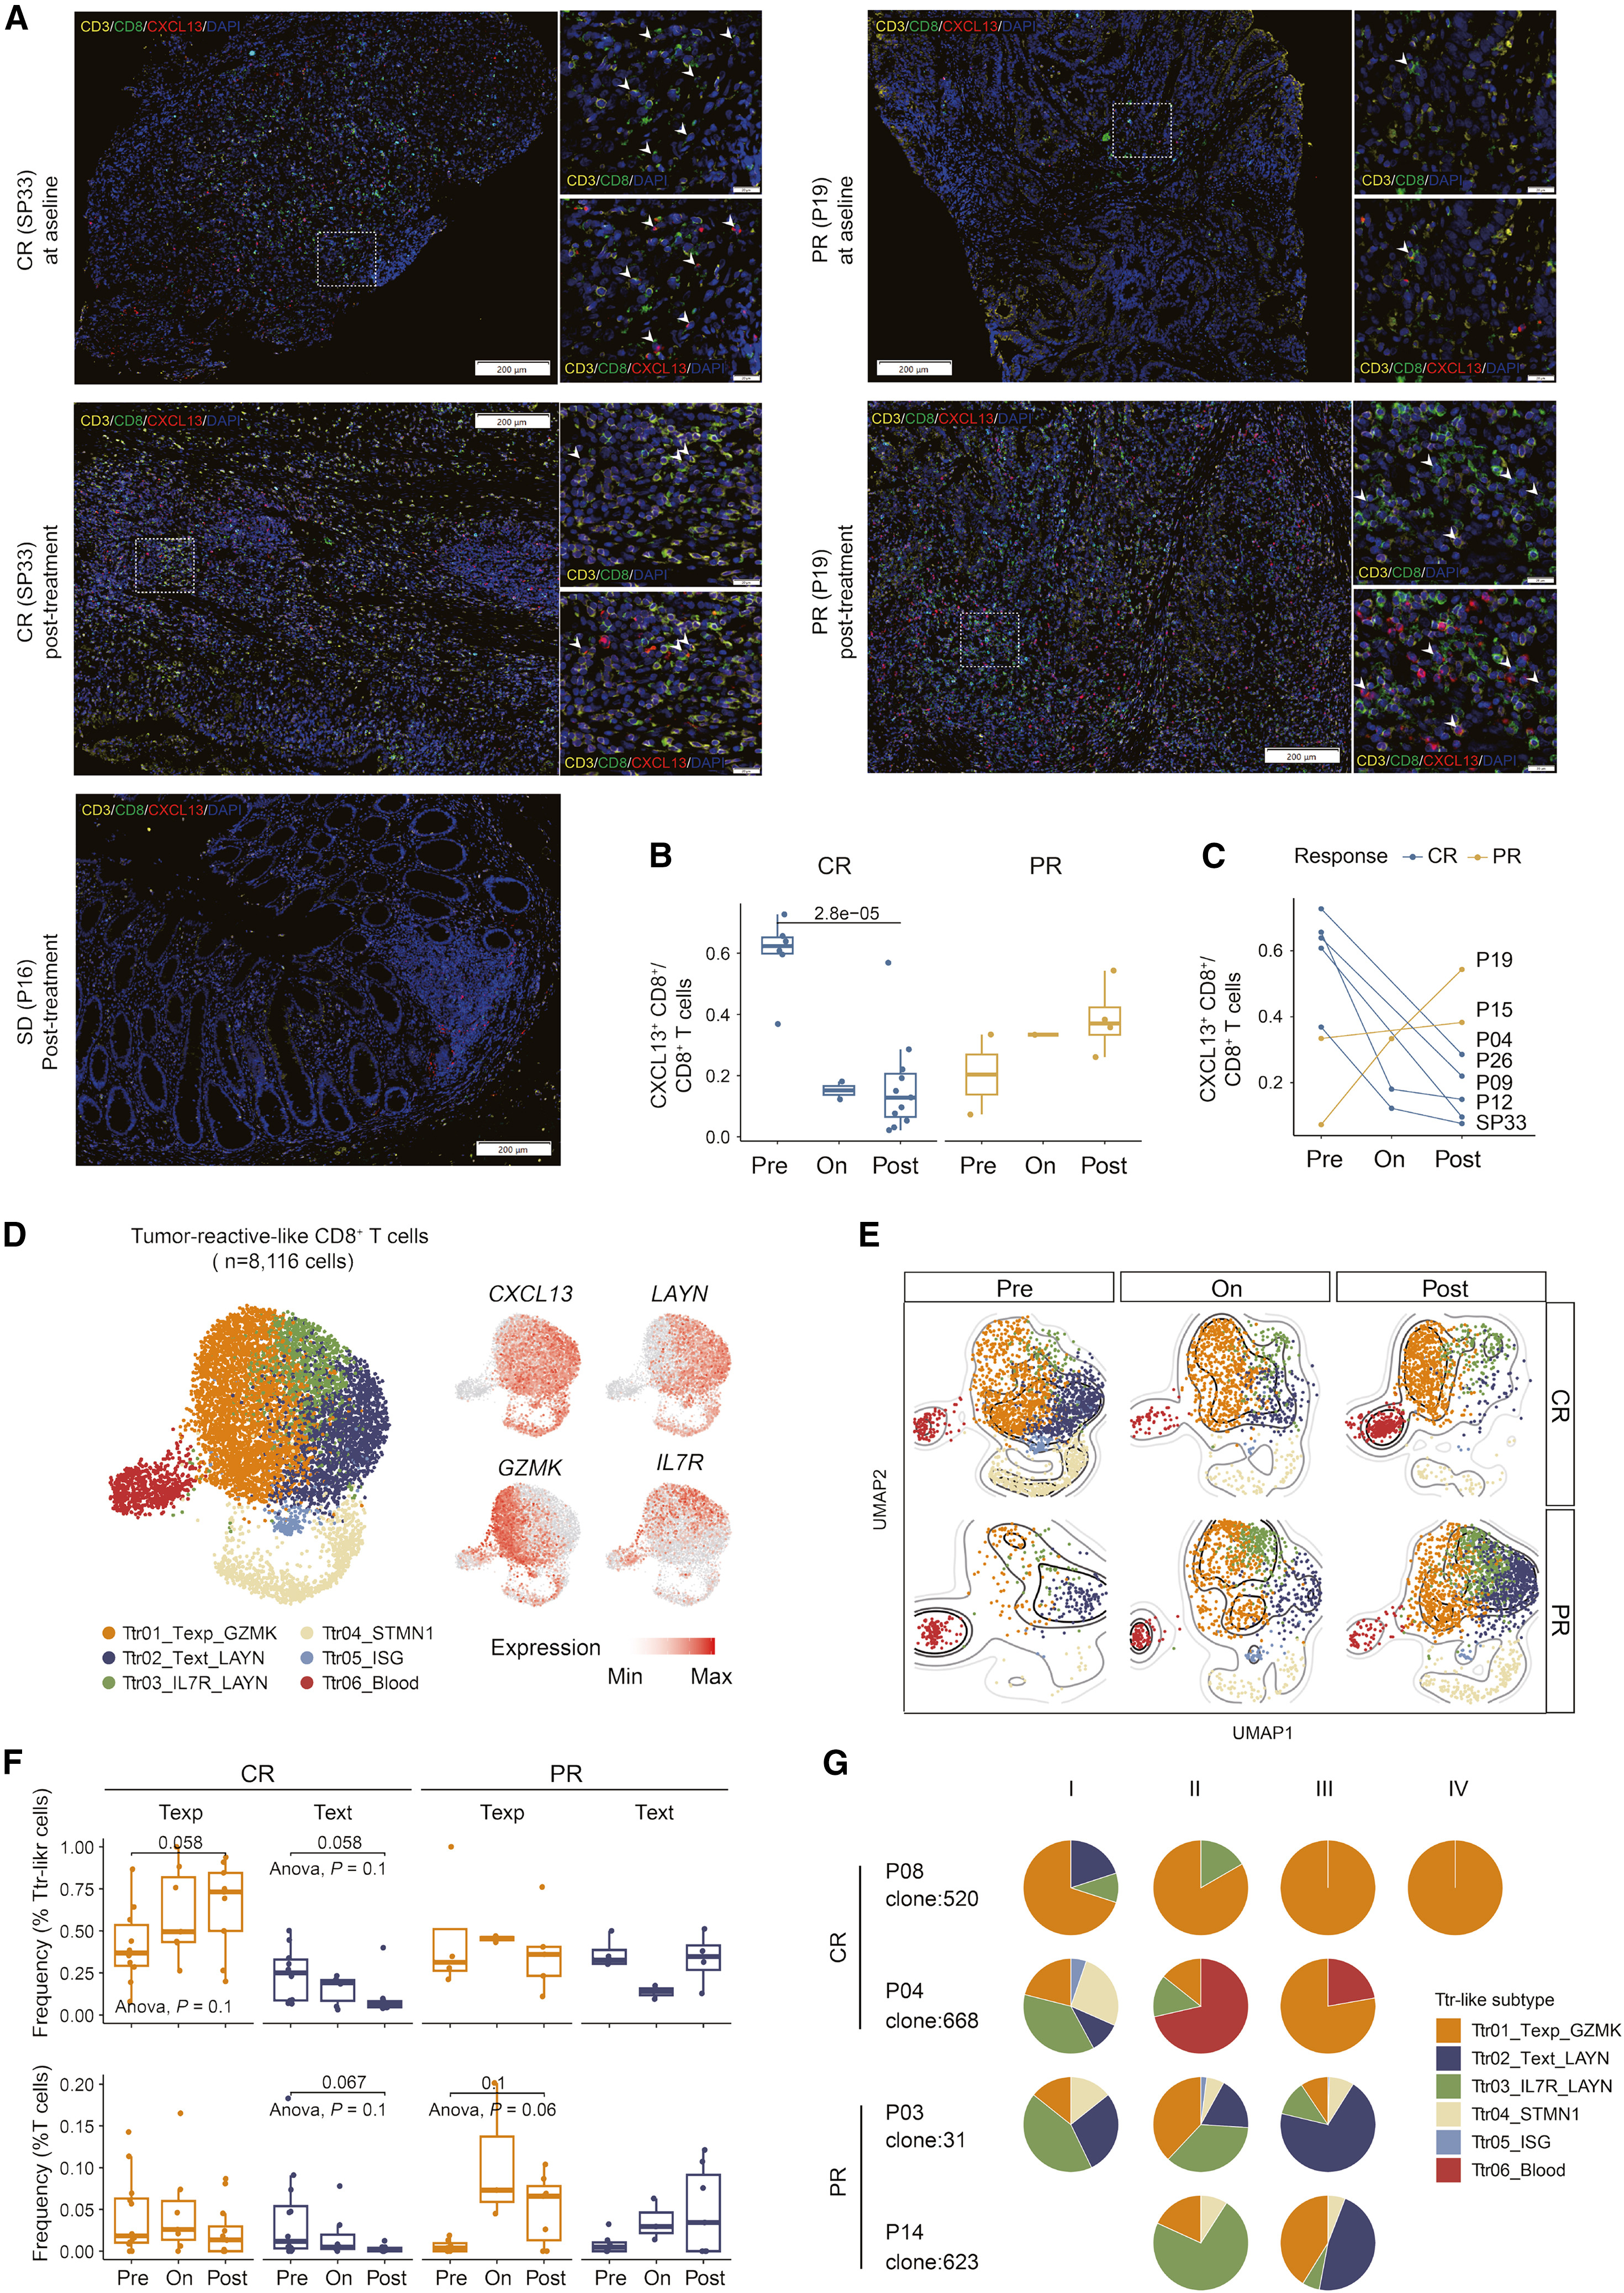 A
CD3/CD8/CXCL13/DAPI
CR (SP33)
at aseline
200 μm
CD3/CD8/DAPI
CD3/CD8/CXCL13/DAPI
CD3/CD8/CXCL13/DAPI
PR (P19)
at aseline
200 μm
CD3/CD8/DAPI
CD3/CD8/CXCL13/DAPI
CD3/CD8/CXCL13/DAPI
CR (SP33)
post-treatment
200 μm
CD3/CD8/DAPI
CD3/CD8/CXCL13/DAPI
CD3/CD8/CXCL13/DAPI
PR (P19)
post-treatment
200 μm
CD3/CD8/DAPI
CD3/CD8/CXCL13/DAPI
CD3/CD8/CXCL13/DAPI
SD (P16)
Post-treatment
200 μm
B
CR PR
2.8e−05
CXCL13⁺ CD8⁺/
CD8⁺ T cells
0.6
0.4
0.2
0.0
Pre On Post Pre On Post
C
Response CR PR
CXCL13⁺ CD8⁺/
CD8⁺ T cells
0.6
0.4
0.2
P19
P15
P04
P26
P09
P12
SP33
Pre On Post
D
Tumor-reactive-like CD8⁺ T cells
( n=8,116 cells)
CXCL13 LAYN
GZMK IL7R
Expression
Min Max
Ttr01_Texp_GZMK
Ttr02_Text_LAYN
Ttr03_IL7R_LAYN
Ttr04_STMN1
Ttr05_ISG
Ttr06_Blood
E
Pre On Post
CR
PR
UMAP2
UMAP1
F
CR PR
Texp Text Texp Text
Frequency (% Ttr-likr cells)
1.00
0.75
0.50
0.25
0.00
0.058
Anova, P = 0.1
0.058
Anova, P = 0.1
Frequency (%T cells)
0.20
0.15
0.10
0.05
0.00
0.067
Anova, P = 0.1
0.1
Anova, P = 0.06
Pre On Post Pre On Post Pre On Post Pre On Post
G
I II III IV
CR
P08
clone:520
P04
clone:668
PR
P03
clone:31
P14
clone:623
Ttr-like subtype
Ttr01_Texp_GZMK
Ttr02_Text_LAYN
Ttr03_IL7R_LAYN
Ttr04_STMN1
Ttr05_ISG
Ttr06_Blood